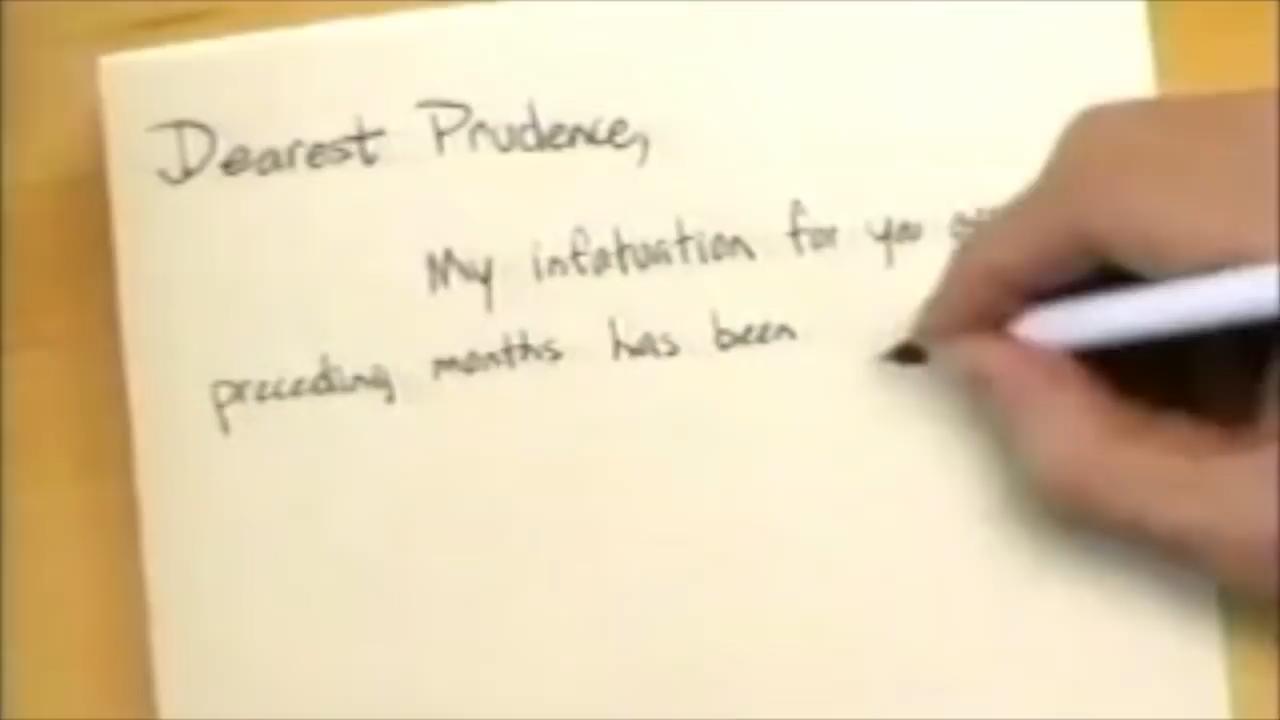 Dearest Prudence,
My infatuation for you
preceding months has been